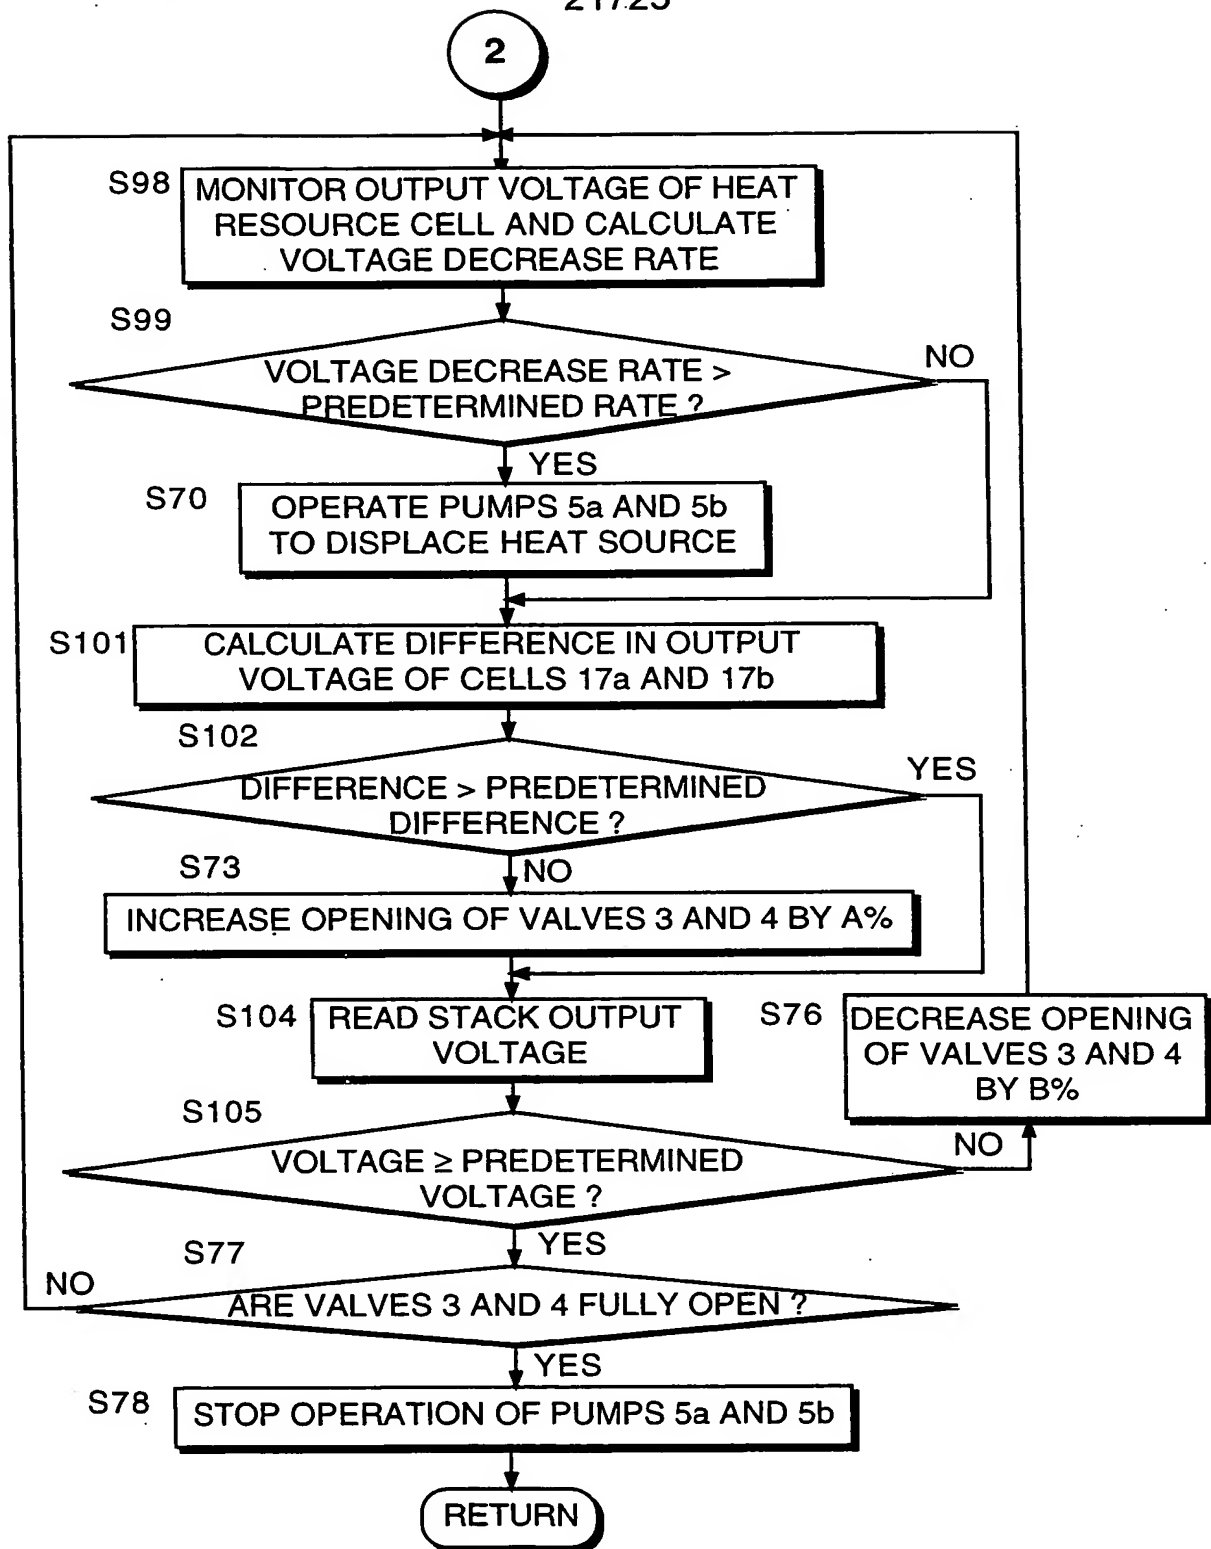 21/25
2
S98
MONITOR OUTPUT VOLTAGE OF HEAT
RESOURCE CELL AND CALCULATE
VOLTAGE DECREASE RATE
S99
VOLTAGE DECREASE RATE >
PREDETERMINED RATE ?
NO
YES
S70
OPERATE PUMPS 5a AND 5b
TO DISPLACE HEAT SOURCE
S101
CALCULATE DIFFERENCE IN OUTPUT
VOLTAGE OF CELLS 17a AND 17b
S102
DIFFERENCE > PREDETERMINED
DIFFERENCE ?
YES
NO
S73
INCREASE OPENING OF VALVES 3 AND 4 BY A%
S104
READ STACK OUTPUT
VOLTAGE
S76
DECREASE OPENING
OF VALVES 3 AND 4
BY B%
S105
VOLTAGE ≥ PREDETERMINED
VOLTAGE ?
NO
YES
S77
NO
ARE VALVES 3 AND 4 FULLY OPEN ?
YES
S78
STOP OPERATION OF PUMPS 5a AND 5b
RETURN